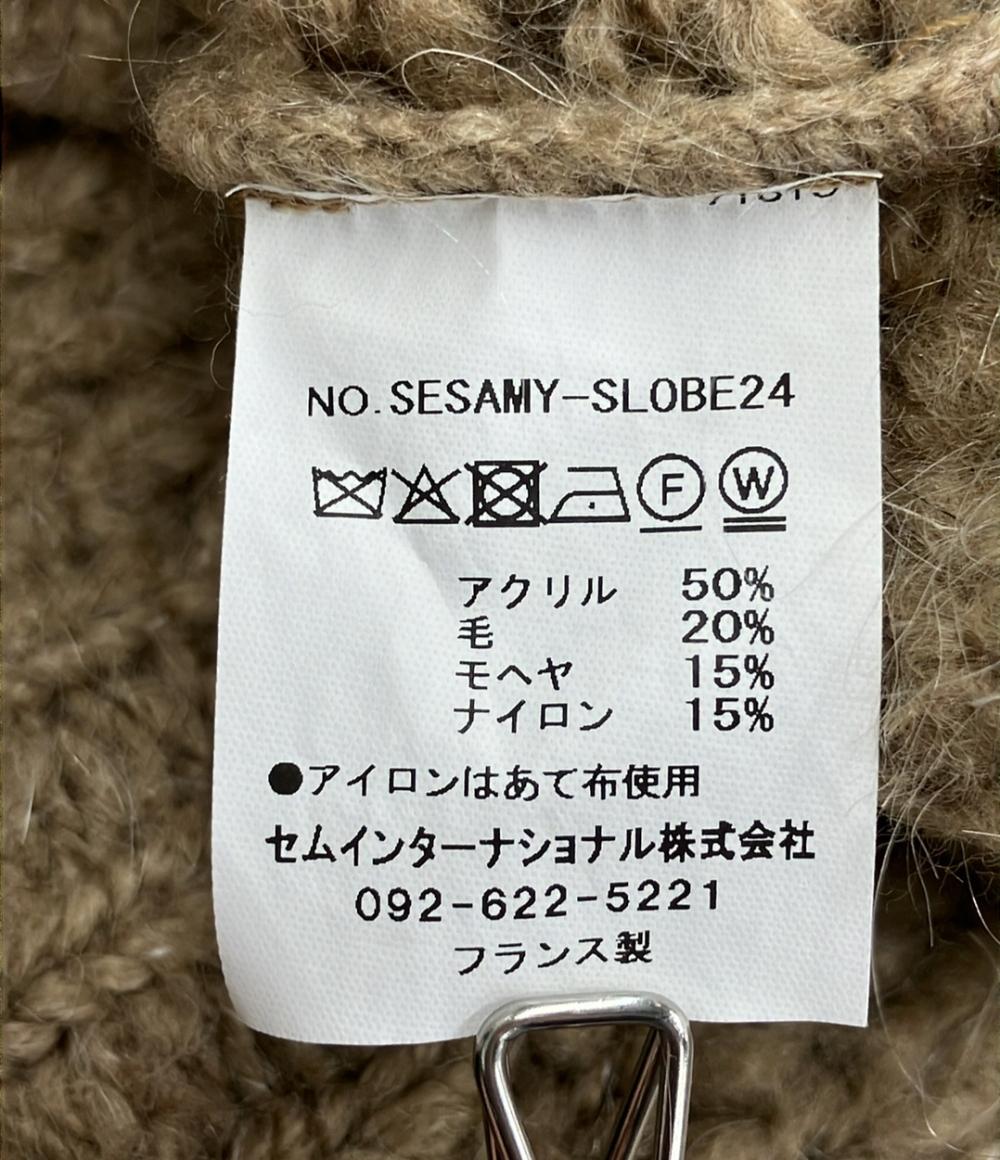 NO.SESAMY-SLOBE24
F W
アクリル 50%
毛 20%
モヘヤ 15%
ナイロン 15%
●アイロンはあて布使用
セムインターナショナル株式会社
092-622-5221
フランス製